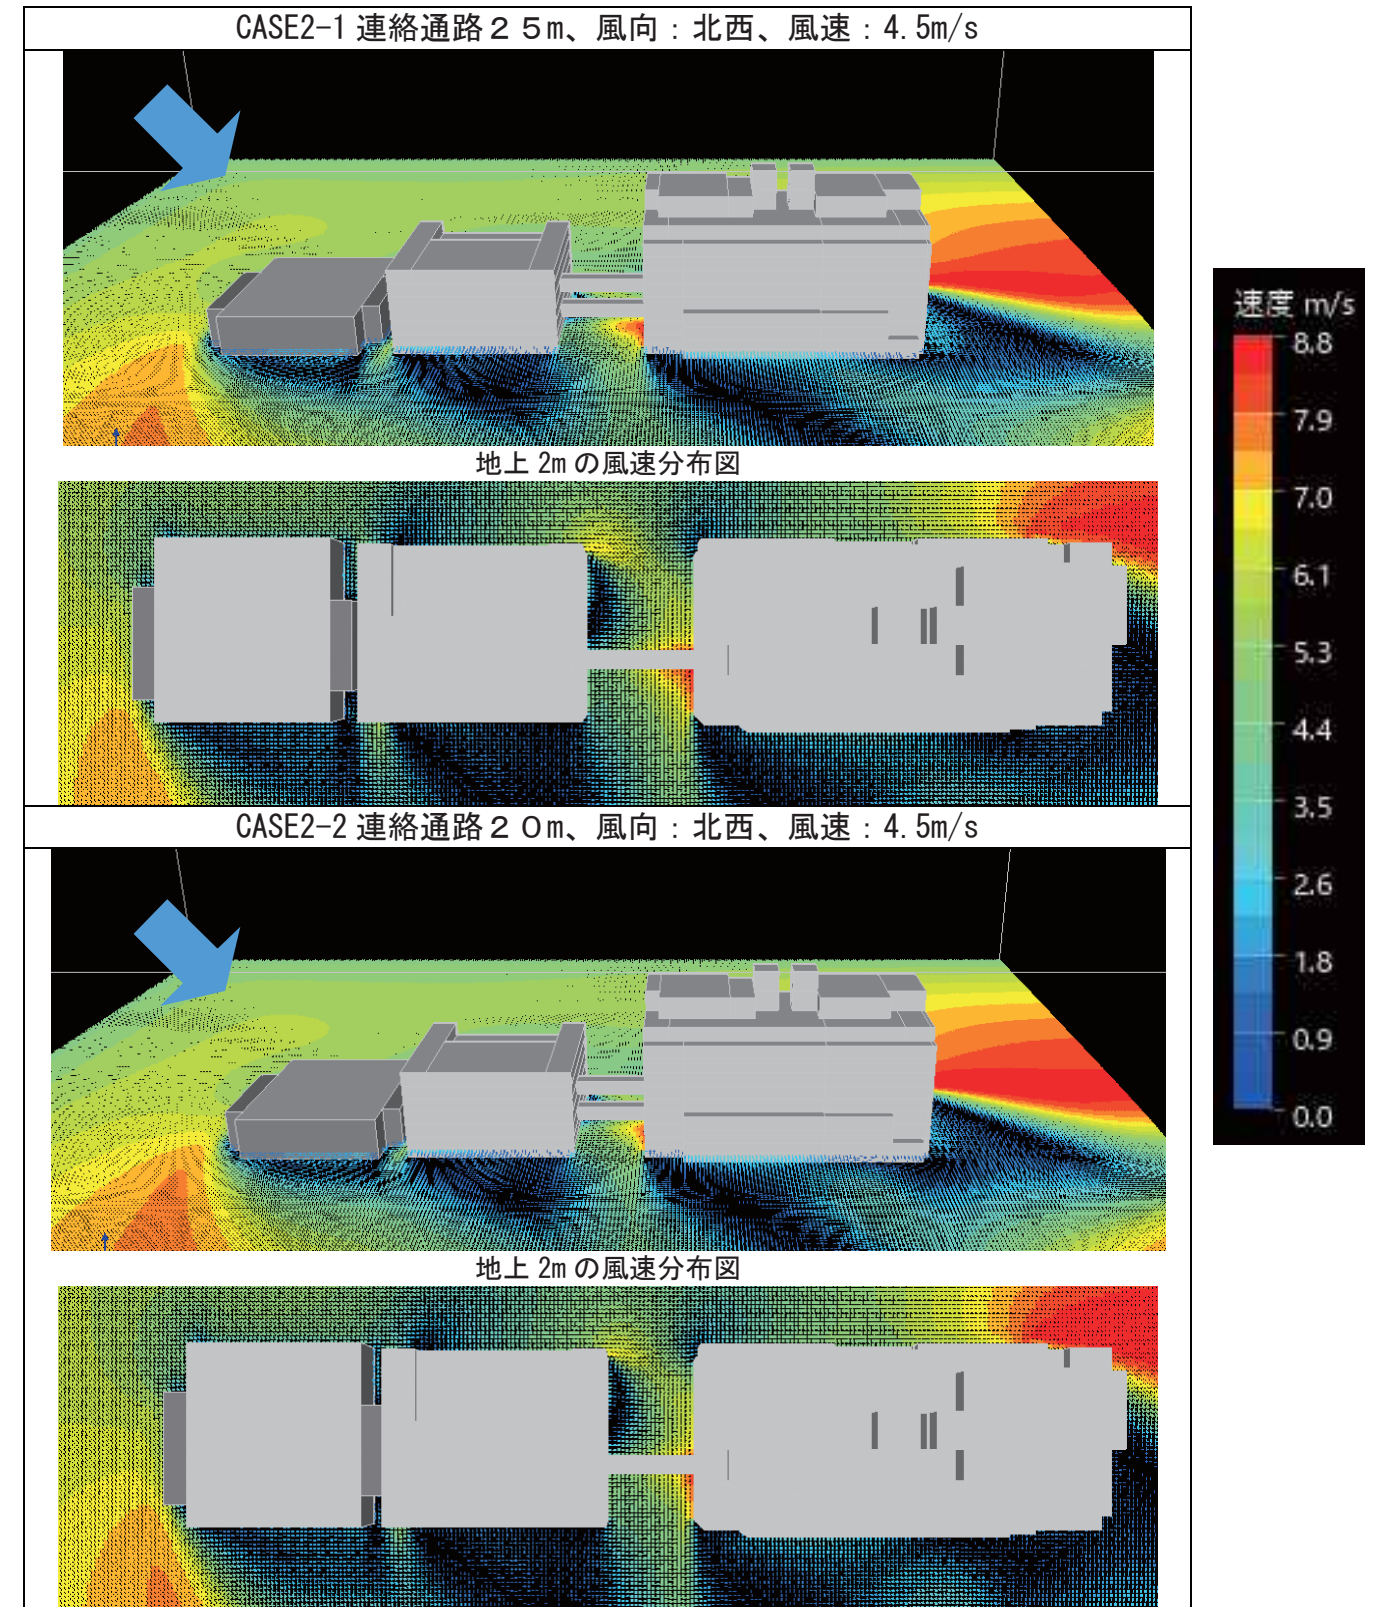 CASE2-1 連絡通路２５m、風向：北西、風速：4.5m/s
地上 2m の風速分布図
CASE2-2 連絡通路２０m、風向：北西、風速：4.5m/s
地上 2m の風速分布図
速度 m/s
8.8
7.9
7.0
6.1
5.3
4.4
3.5
2.6
1.8
0.9
0.0